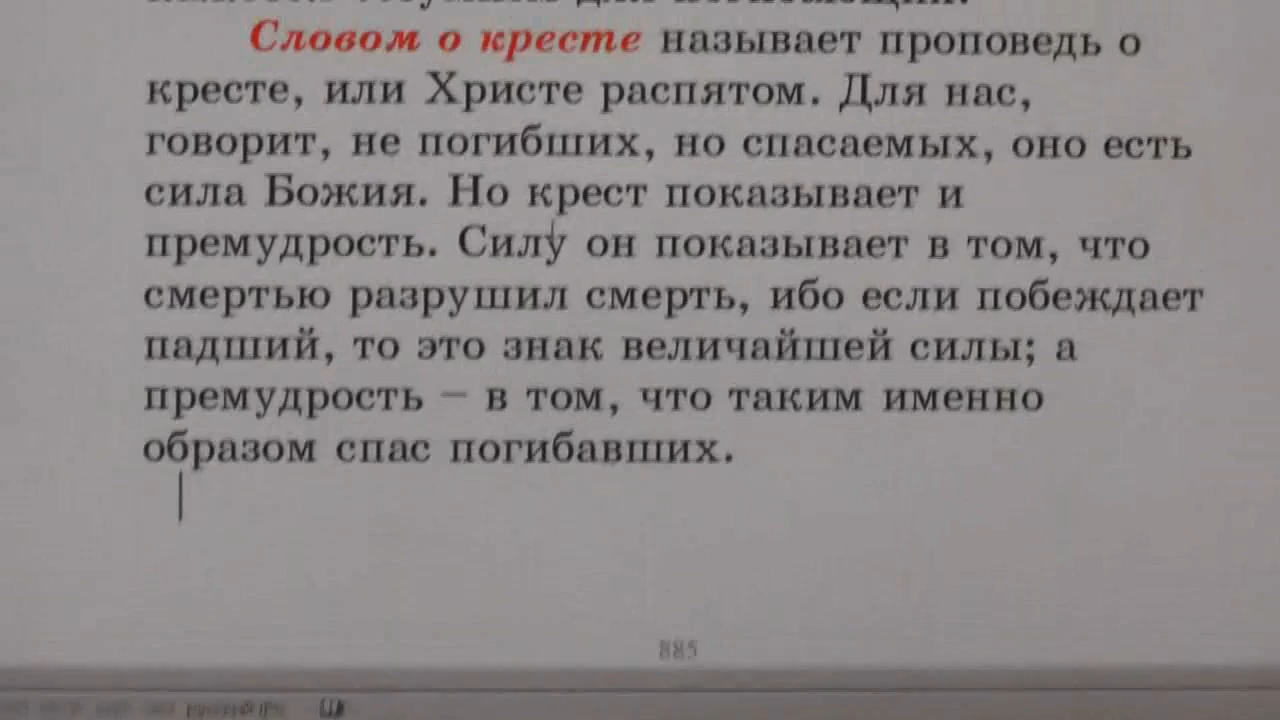 Словом о кресте называет проповедь о
кресте, или Христе распятом. Для нас,
говорит, не погибших, но спасаемых, оно есть
сила Божия. Но крест показывает и
премудрость. Силу он показывает в том, что
смертью разрушил смерть, ибо если побеждает
падший, то это знак величайшей силы; а
премудрость – в том, что таким именно
образом спас погибавших.
885